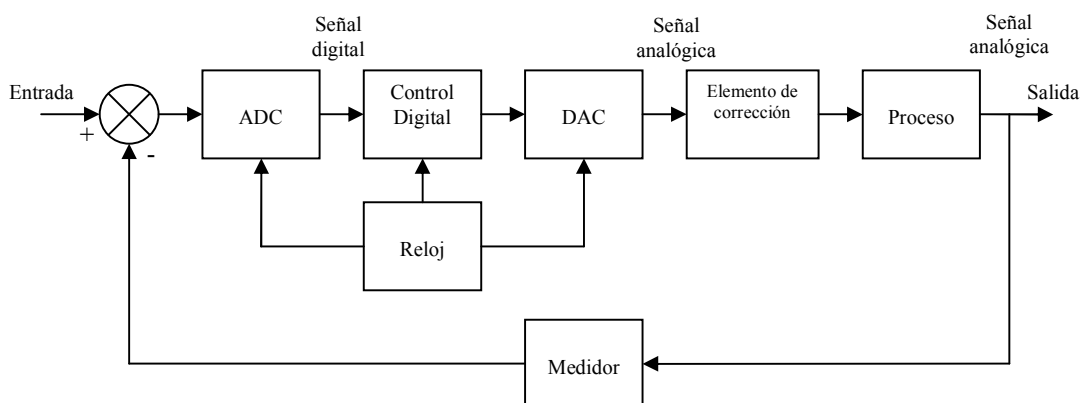 Señal
digital
Señal
analógica
Señal
analógica
Entrada
+
-
ADC
Control
Digital
DAC
Elemento de
corrección
Proceso
Salida
Reloj
Medidor